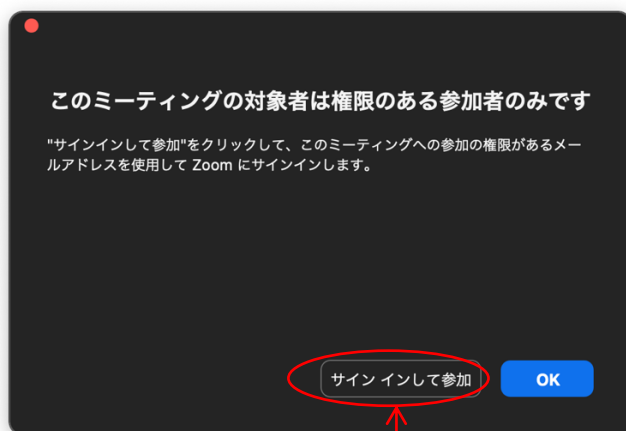 このミーティングの対象者は権限のある参加者のみです
"サインインして参加"をクリックして、このミーティングへの参加の権限があるメー
ルアドレスを使用して Zoom にサインインします。
サイン インして参加
OK